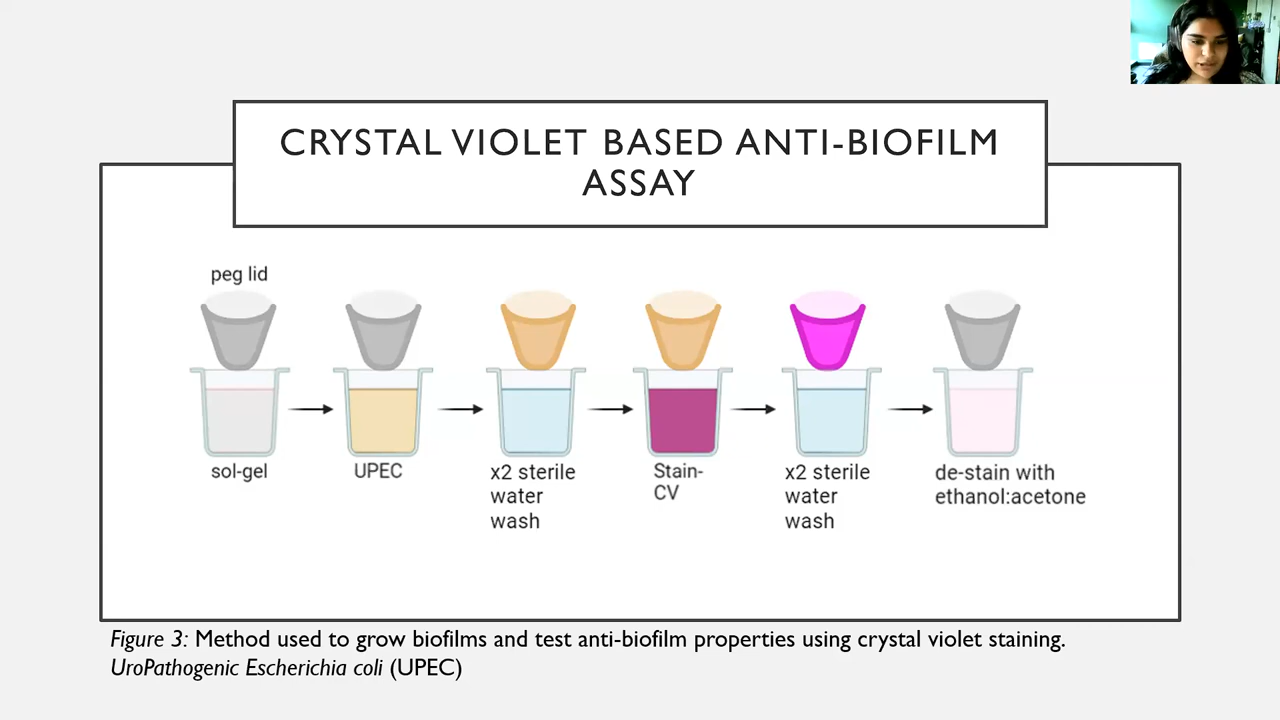 CRYSTAL VIOLET BASED ANTI-BIOFILM
ASSAY
peg lid
sol-gel
UPEC
x2 sterile
water
wash
Stain-
CV
x2 sterile
water
wash
de-stain with
ethanol:acetone
Figure 3: Method used to grow biofilms and test anti-biofilm properties using crystal violet staining.
UroPathogenic Escherichia coli (UPEC)